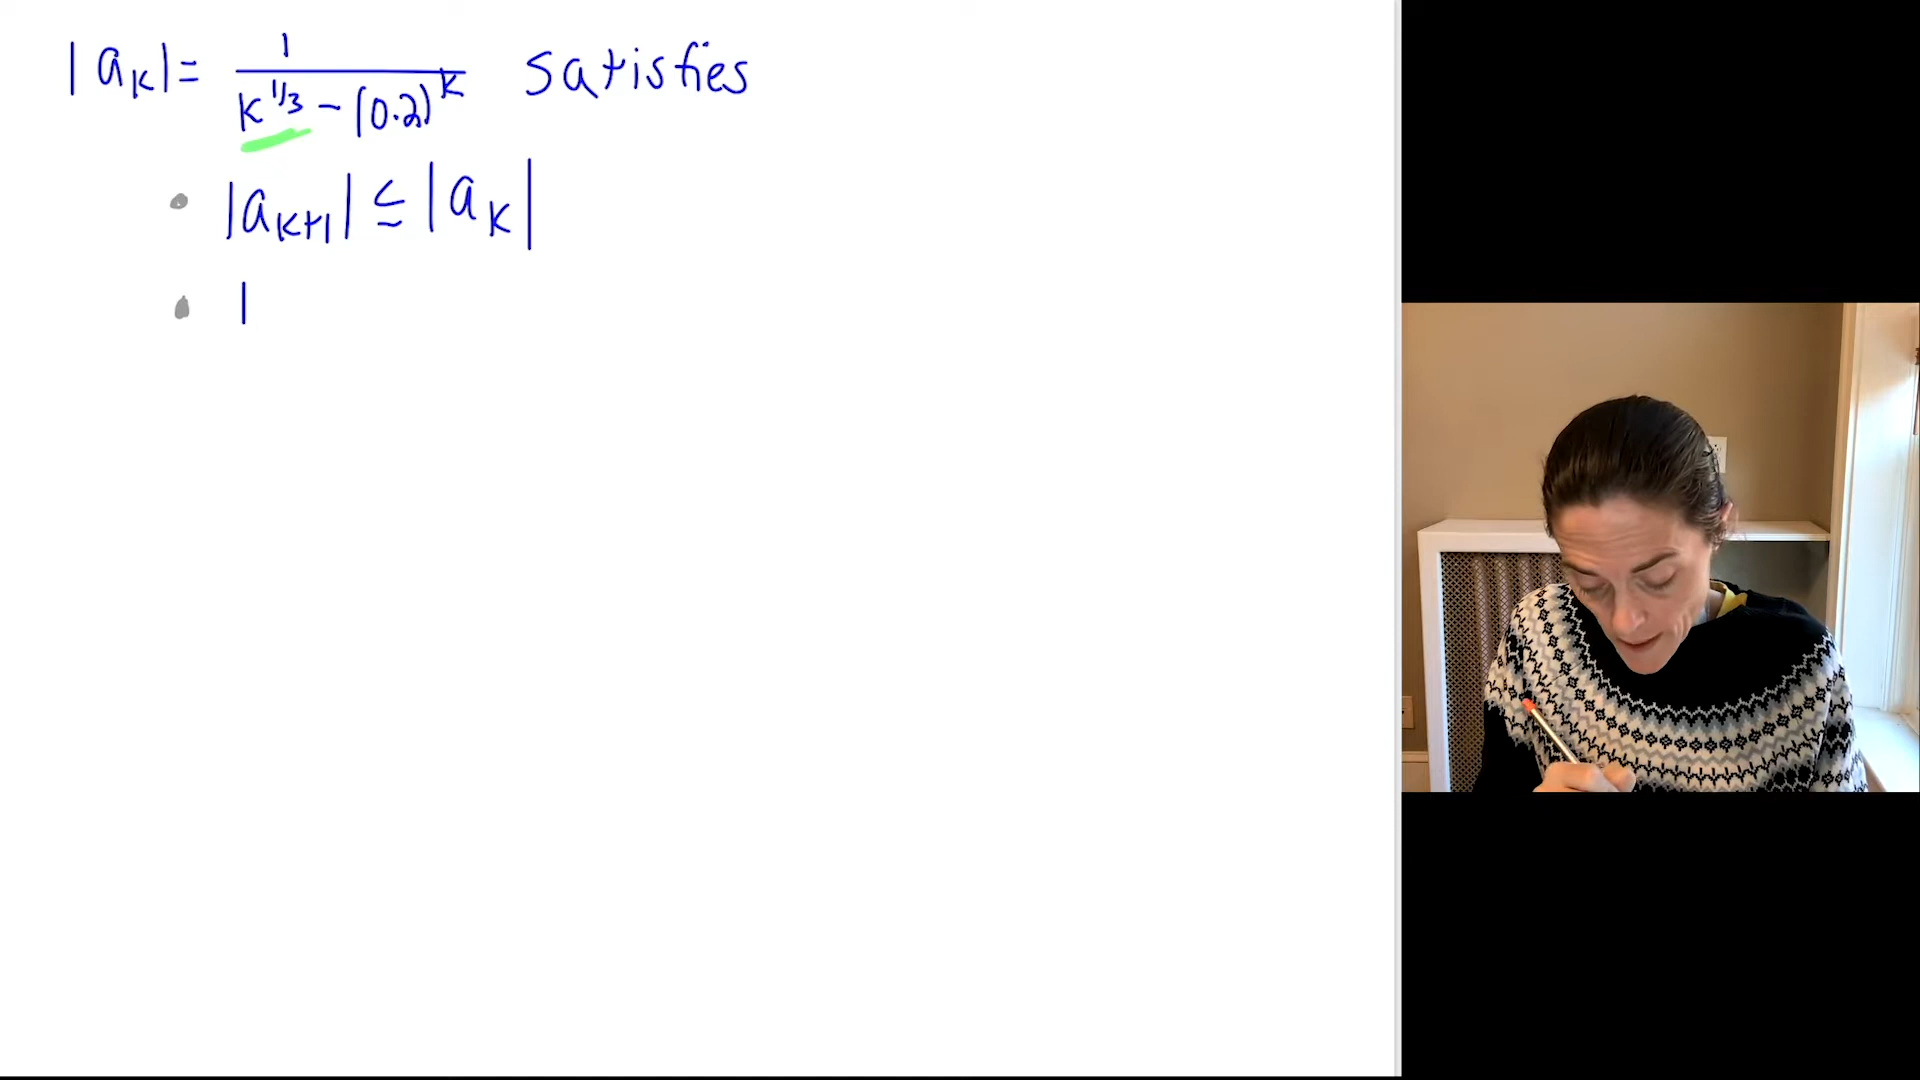 |a_k| = 1/(k^{1/3} - (0.2)^k) satisfies
• |a_{k+1}| ≤ |a_k|
• |